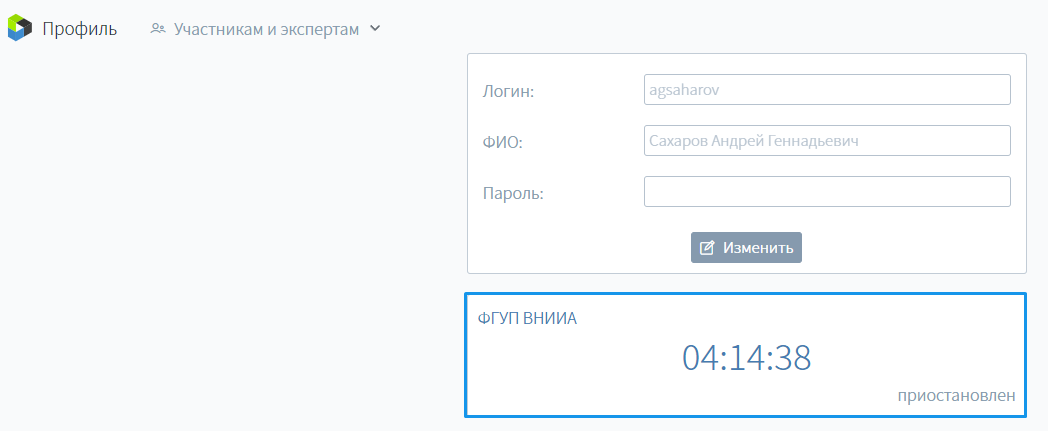 Профиль
Участникам и экспертам
Логин:
agsaharov
ФИО:
Сахаров Андрей Геннадьевич
Пароль:
Изменить
ФГУП ВНИИА
04:14:38
приостановлен